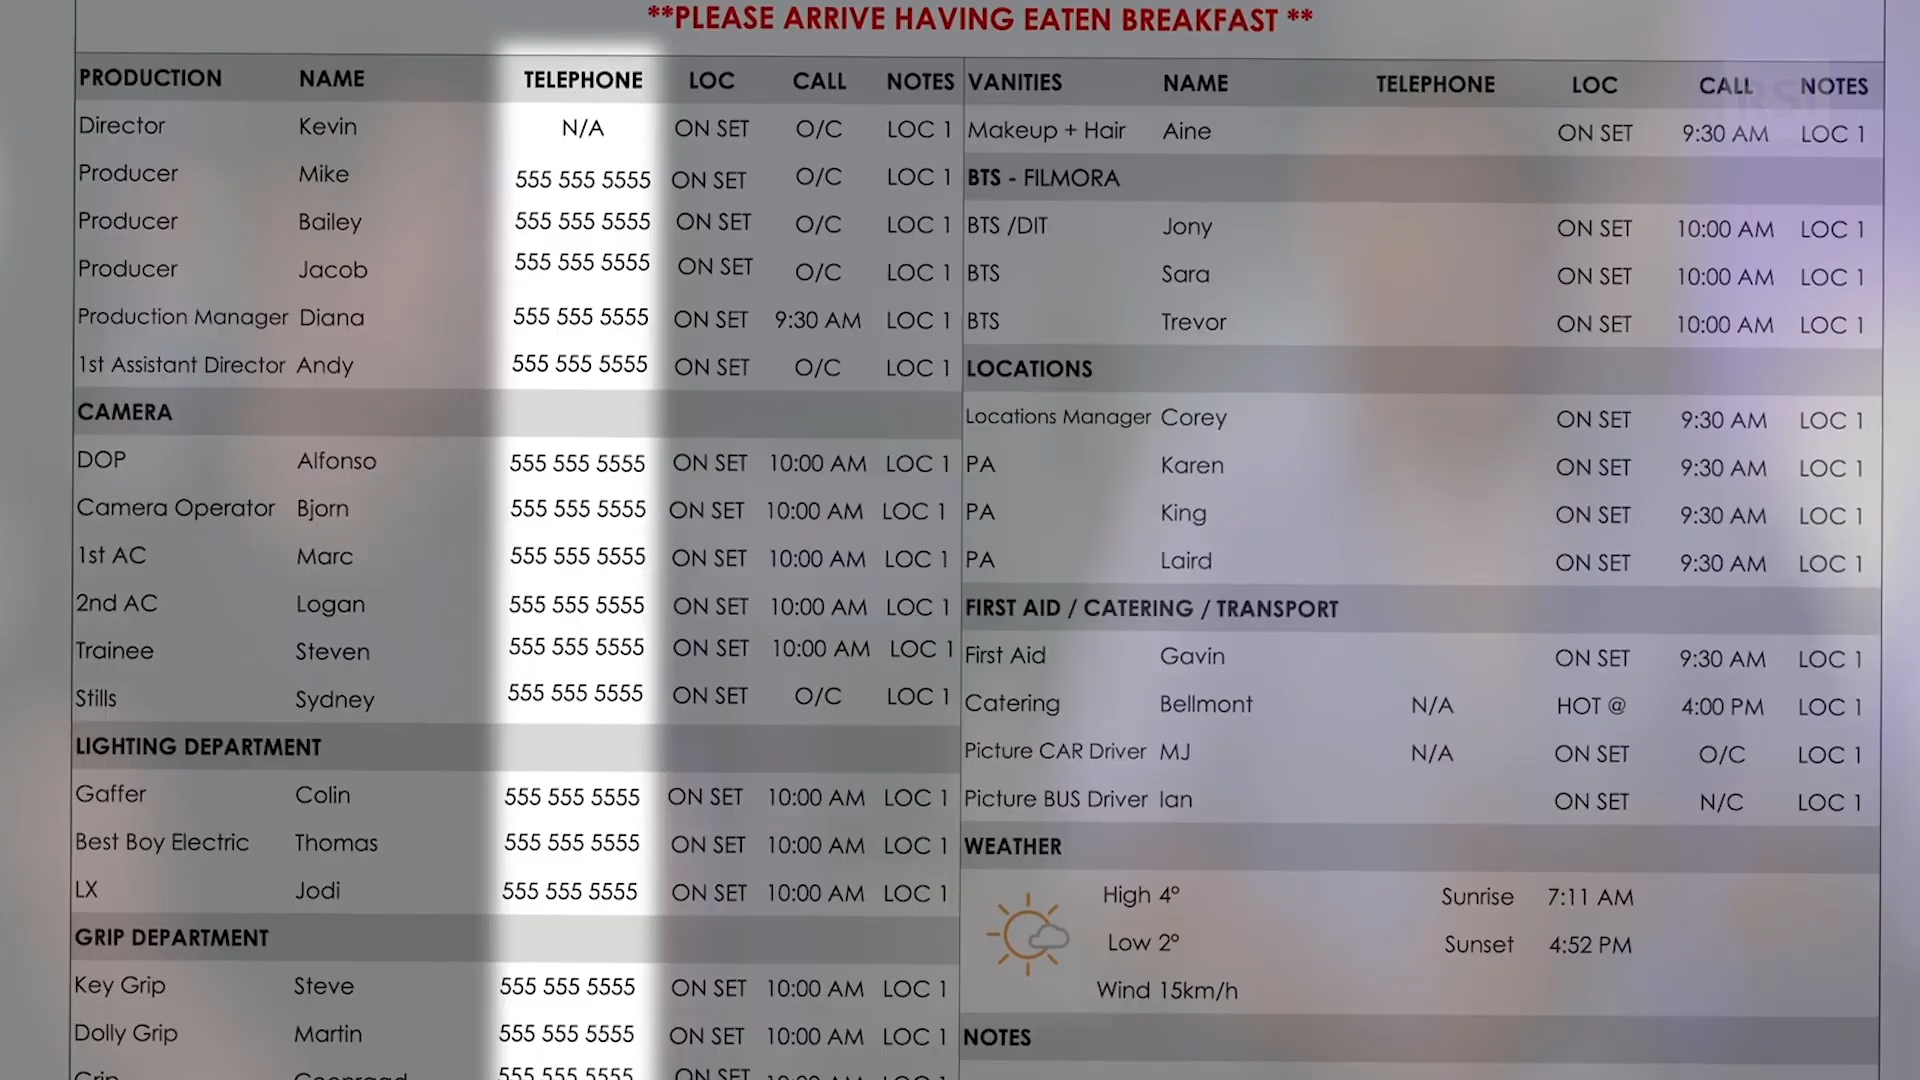 **PLEASE ARRIVE HAVING EATEN BREAKFAST **
PRODUCTION NAME TELEPHONE LOC CALL NOTES
Director Kevin N/A ON SET O/C LOC 1
Producer Mike 555 555 5555 ON SET O/C LOC 1
Producer Bailey 555 555 5555 ON SET O/C LOC 1
Producer Jacob 555 555 5555 ON SET O/C LOC 1
Production Manager Diana 555 555 5555 ON SET 9:30 AM LOC 1
1st Assistant Director Andy 555 555 5555 ON SET O/C LOC 1
CAMERA
DOP Alfonso 555 555 5555 ON SET 10:00 AM LOC 1
Camera Operator Bjorn 555 555 5555 ON SET 10:00 AM LOC 1
1st AC Marc 555 555 5555 ON SET 10:00 AM LOC 1
2nd AC Logan 555 555 5555 ON SET 10:00 AM LOC 1
Trainee Steven 555 555 5555 ON SET 10:00 AM LOC 1
Stills Sydney 555 555 5555 ON SET O/C LOC 1
LIGHTING DEPARTMENT
Gaffer Colin 555 555 5555 ON SET 10:00 AM LOC 1
Best Boy Electric Thomas 555 555 5555 ON SET 10:00 AM LOC 1
LX Jodi 555 555 5555 ON SET 10:00 AM LOC 1
GRIP DEPARTMENT
Key Grip Steve 555 555 5555 ON SET 10:00 AM LOC 1
Dolly Grip Martin 555 555 5555 ON SET 10:00 AM LOC 1
Grip 555 555 5555 ON SET 10:00 AM LOC 1
VANITIES NAME TELEPHONE LOC CALL NOTES
Makeup + Hair Aine ON SET 9:30 AM LOC 1
BTS - FILMORA
BTS /DIT Jony ON SET 10:00 AM LOC 1
BTS Sara ON SET 10:00 AM LOC 1
BTS Trevor ON SET 10:00 AM LOC 1
LOCATIONS
Locations Manager Corey ON SET 9:30 AM LOC 1
PA Karen ON SET 9:30 AM LOC 1
PA King ON SET 9:30 AM LOC 1
PA Laird ON SET 9:30 AM LOC 1
FIRST AID / CATERING / TRANSPORT
First Aid Gavin ON SET 9:30 AM LOC 1
Catering Bellmont N/A HOT @ 4:00 PM LOC 1
Picture CAR Driver MJ N/A ON SET O/C LOC 1
Picture BUS Driver Ian ON SET N/C LOC 1
WEATHER
High 4° Sunrise 7:11 AM
Low 2° Sunset 4:52 PM
Wind 15km/h
NOTES